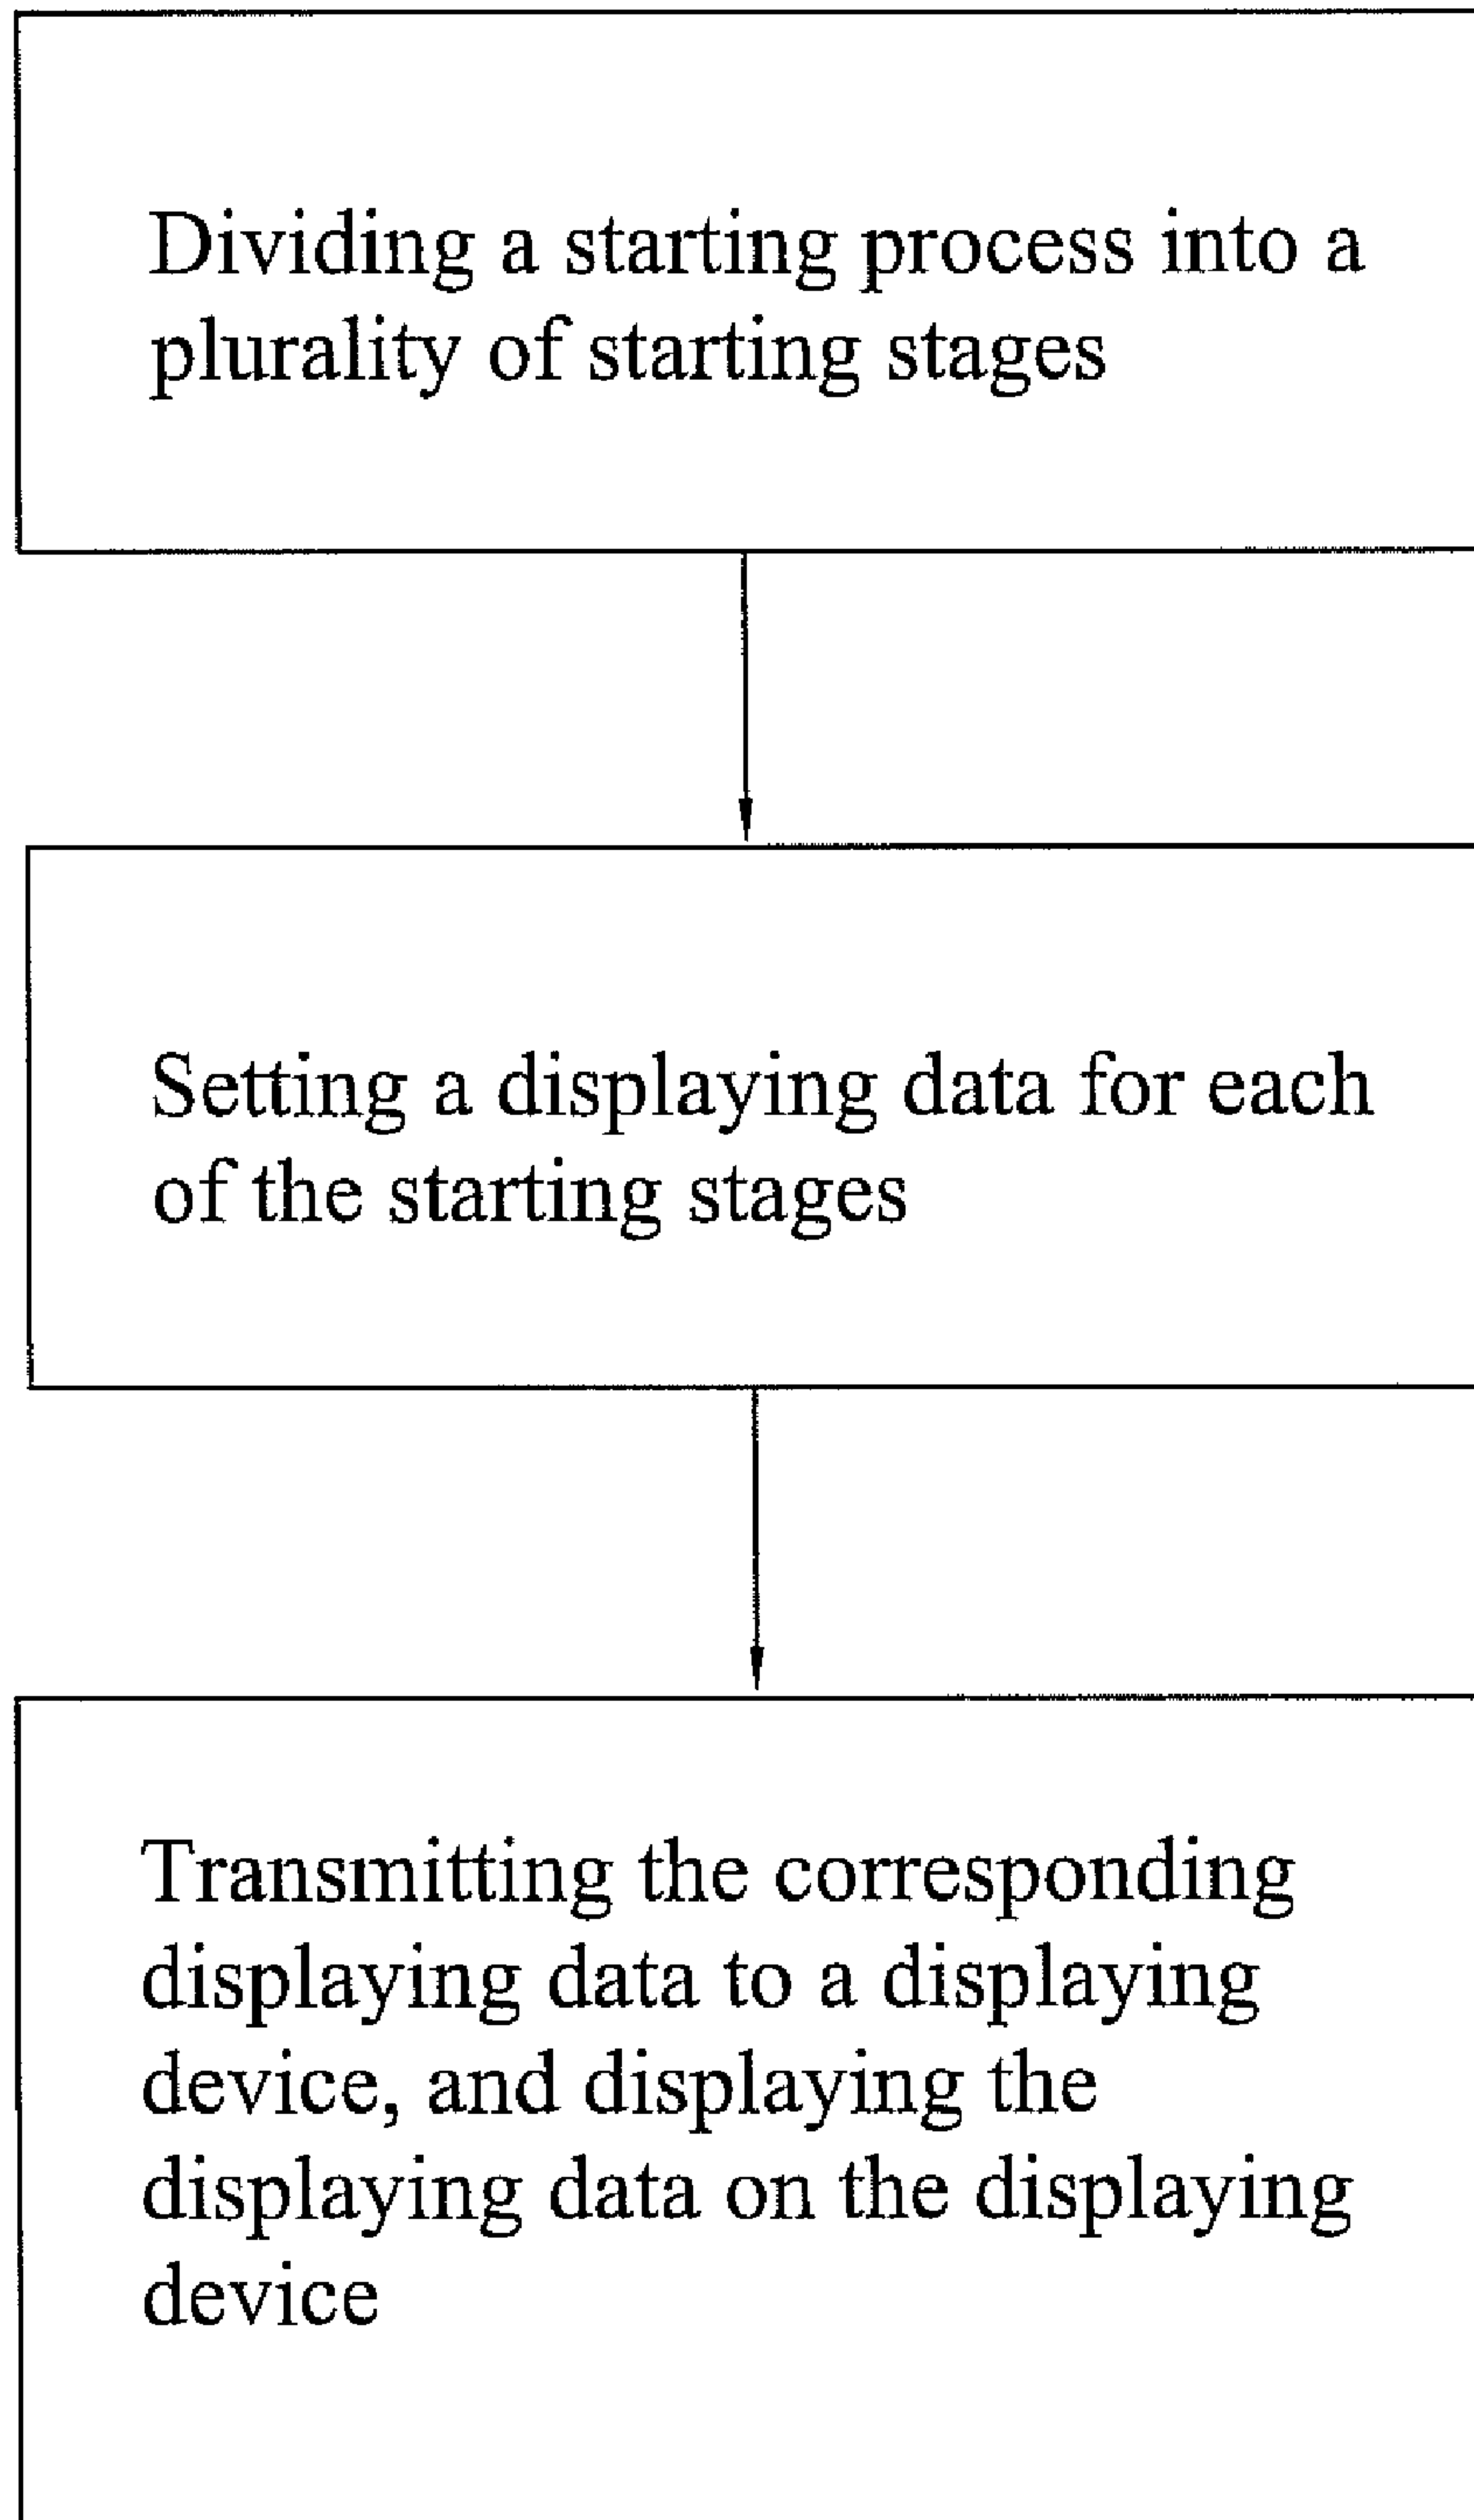 Dividing a starting process into a
plurality of starting stages
Setting a displaying data for each
of the starting stages
Transmitting the corresponding
displaying data to a displaying
device, and displaying the
displaying data on the displaying
device